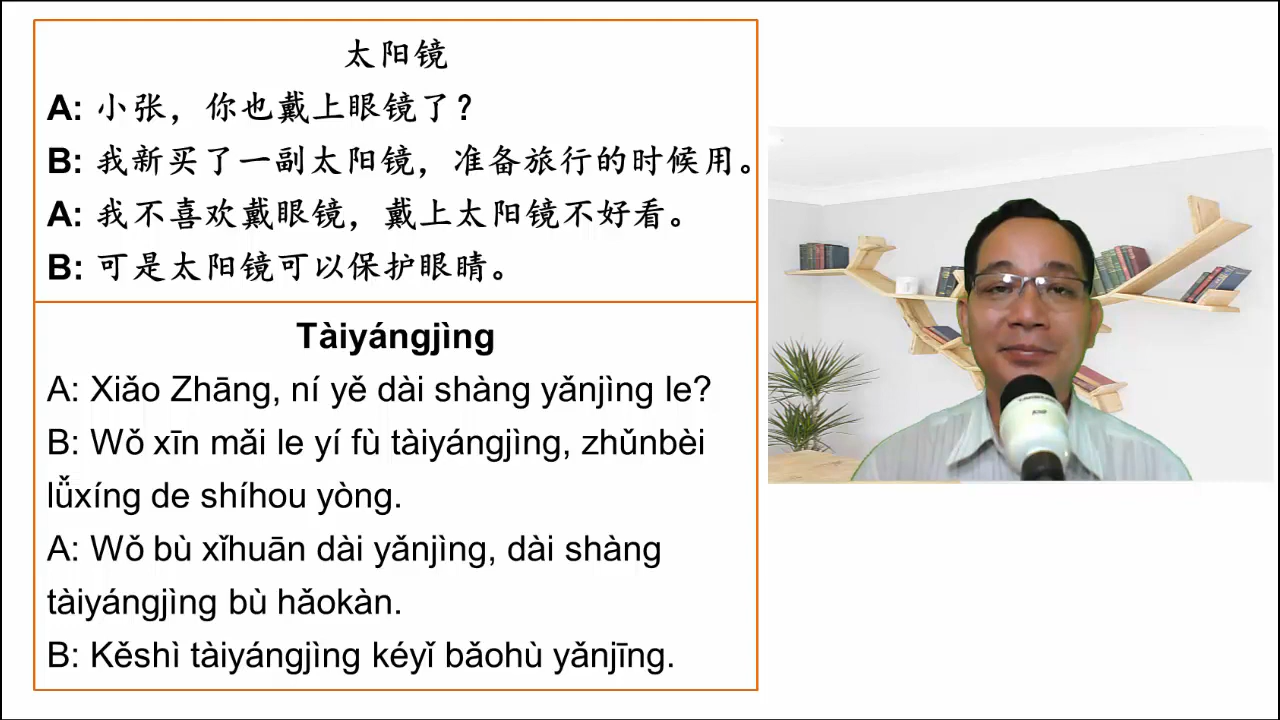 太阳镜
A: 小张，你也戴上眼镜了？
B: 我新买了一副太阳镜，准备旅行的时候用。
A: 我不喜欢戴眼镜，戴上太阳镜不好看。
B: 可是太阳镜可以保护眼睛。
Tàiyángjìng
A: Xiǎo Zhāng, ní yě dài shàng yǎnjìng le?
B: Wǒ xīn mǎi le yí fù tàiyángjìng, zhǔnbèi
lǚxíng de shíhou yòng.
A: Wǒ bù xǐhuān dài yǎnjìng, dài shàng
tàiyángjìng bù hǎokàn.
B: Kěshì tàiyángjìng kéyǐ bǎohù yǎnjīng.